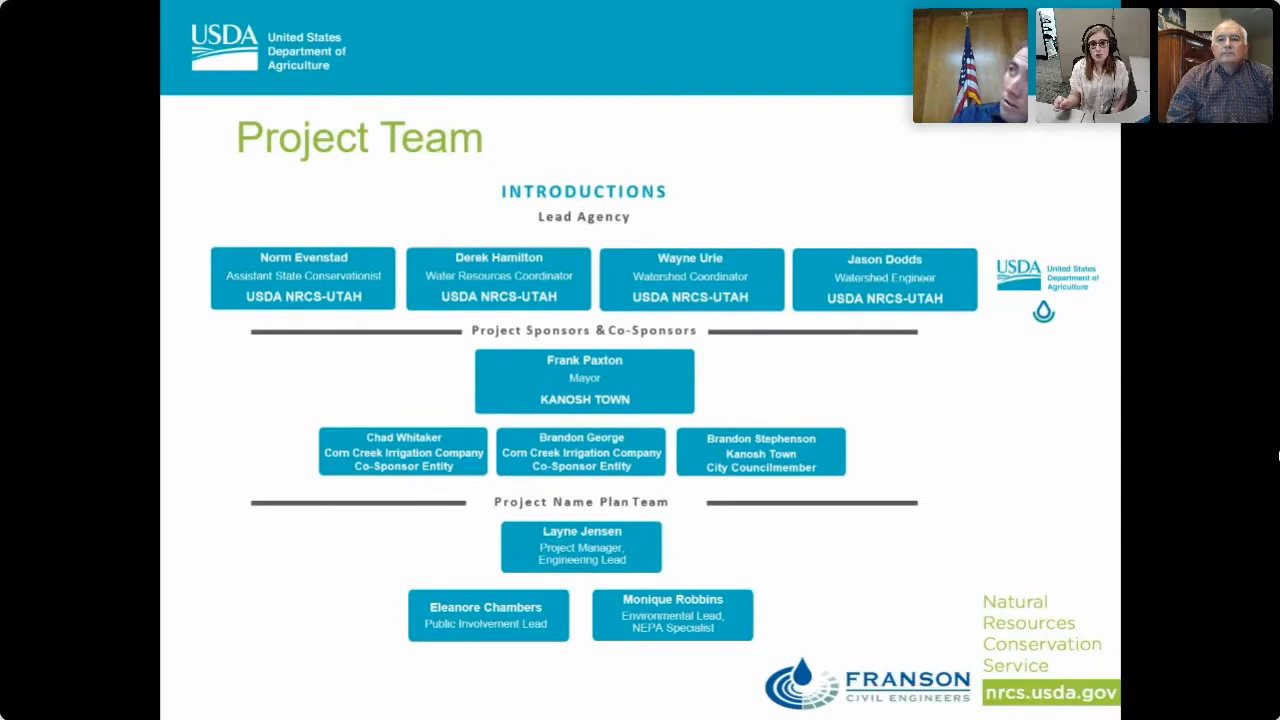 USDA
United States
Department of
Agriculture
Project Team
INTRODUCTIONS
Lead Agency
Norm Evenstad
Assistant State Conservationist
USDA NRCS-UTAH
Derek Hamilton
Water Resources Coordinator
USDA NRCS-UTAH
Wayne Urie
Watershed Coordinator
USDA NRCS-UTAH
Jason Dodds
Watershed Engineer
USDA NRCS-UTAH
USDA
United States
Department of
Agriculture
Project Sponsors & Co-Sponsors
Frank Paxton
Mayor
KANOSH TOWN
Chad Whitaker
Corn Creek Irrigation Company
Co-Sponsor Entity
Brandon George
Corn Creek Irrigation Company
Co-Sponsor Entity
Brandon Stephenson
Kanosh Town
City Councilmember
Project Name Plan Team
Layne Jensen
Project Manager,
Engineering Lead
Eleanore Chambers
Public Involvement Lead
Monique Robbins
Environmental Lead,
NEPA Specialist
FRANSON
CIVIL ENGINEERS
Natural
Resources
Conservation
Service
nrcs.usda.gov